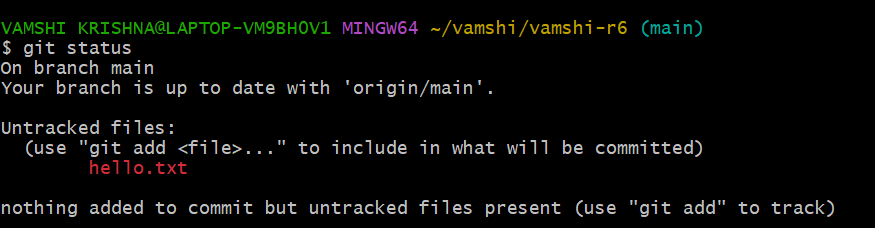 VAMSHI KRISHNA@LAPTOP-VM9BH0V1 MINGW64 ~/vamshi/vamshi-r6 (main)
$ git status
On branch main
Your branch is up to date with 'origin/main'.
Untracked files:
(use "git add <file>..." to include in what will be committed)
hello.txt
nothing added to commit but untracked files present (use "git add" to track)